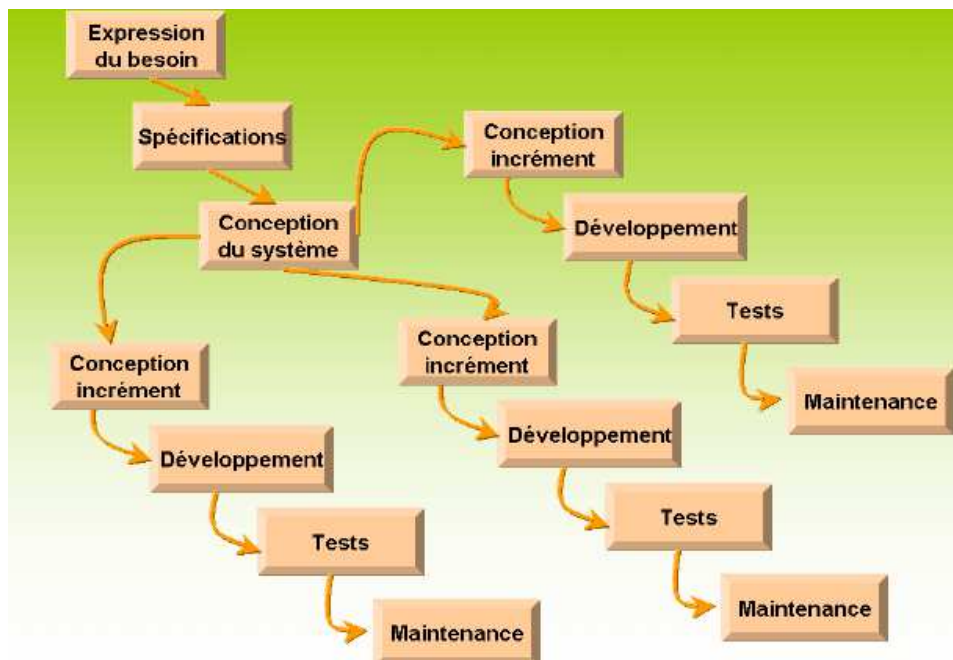 Expression
du besoin
Spécifications
Conception
du système
Conception
incrément
Développement
Tests
Maintenance
Conception
incrément
Développement
Tests
Maintenance
Conception
incrément
Développement
Tests
Maintenance